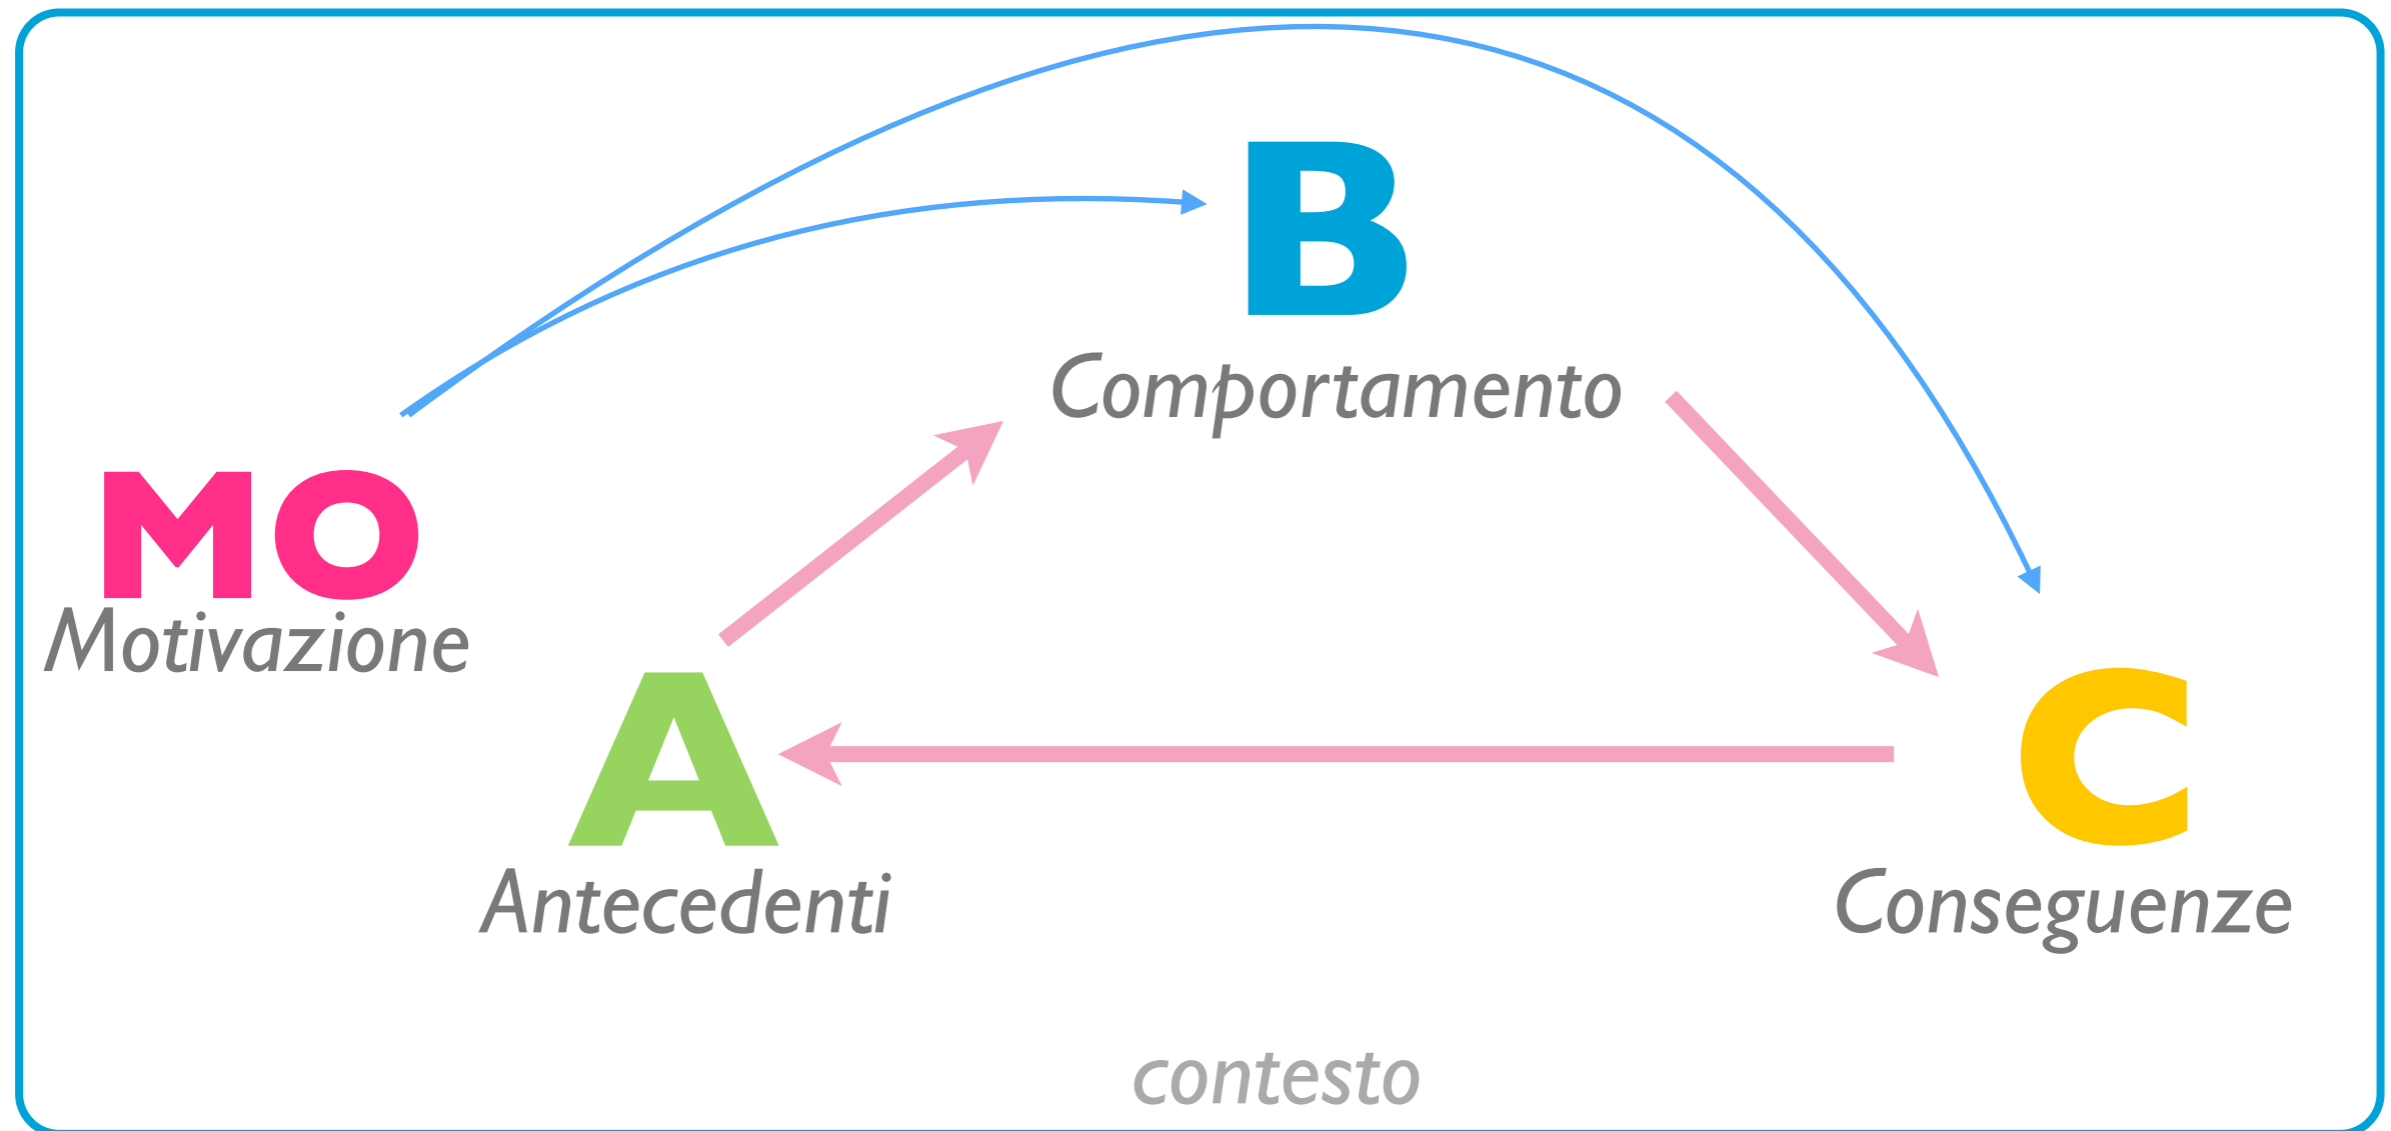 B
Comportamento
MO
Motivazione
A
Antecedenti
C
Conseguenze
contesto